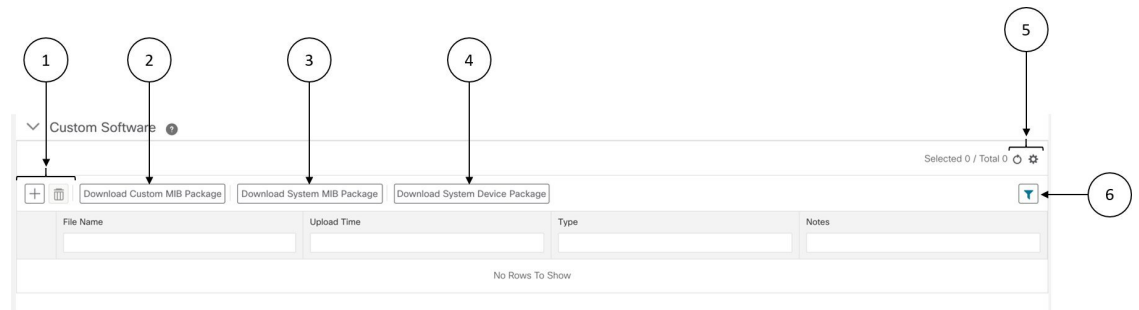 1
2
3
4
5
Custom Software ?
Selected 0 / Total 0
Download Custom MIB Package
Download System MIB Package
Download System Device Package
6
File Name
Upload Time
Type
Notes
No Rows To Show